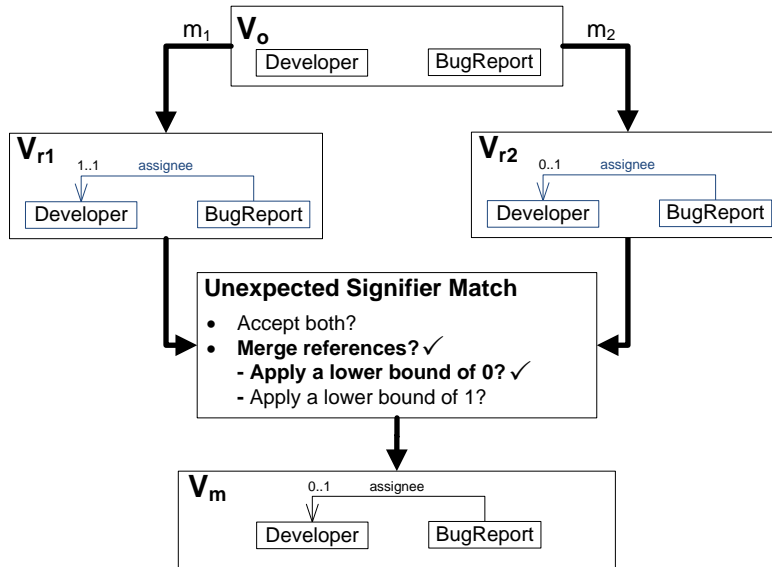 m₁
Vₒ
m₂
Developer
BugReport
Vᵣ₁
1..1
assignee
Developer
BugReport
Vᵣ₂
0..1
assignee
Developer
BugReport
Unexpected Signifier Match
• Accept both?
• Merge references? ✓
- Apply a lower bound of 0? ✓
- Apply a lower bound of 1?
Vₘ
0..1
assignee
Developer
BugReport